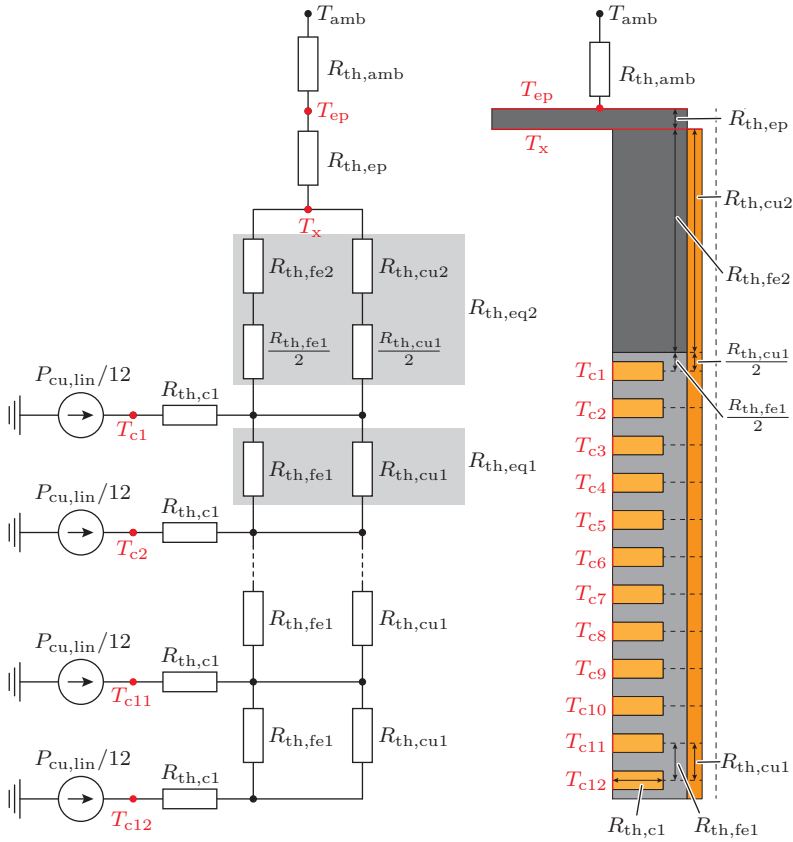 T_amb
R_th,amb
T_ep
R_th,ep
T_x
R_th,fe2
R_th,cu2
R_th,eq2
R_th,fe1/2
R_th,cu1/2
P_cu,lin/12
R_th,c1
T_c1
R_th,fe1
R_th,cu1
R_th,eq1
P_cu,lin/12
R_th,c1
T_c2
R_th,fe1
R_th,cu1
P_cu,lin/12
R_th,c1
T_c11
R_th,fe1
R_th,cu1
P_cu,lin/12
R_th,c1
T_c12
T_amb
R_th,amb
T_ep
R_th,ep
T_x
R_th,cu2
R_th,fe2
R_th,cu1/2
R_th,fe1/2
T_c1
T_c2
T_c3
T_c4
T_c5
T_c6
T_c7
T_c8
T_c9
T_c10
T_c11
T_c12
R_th,cu1
R_th,c1
R_th,fe1